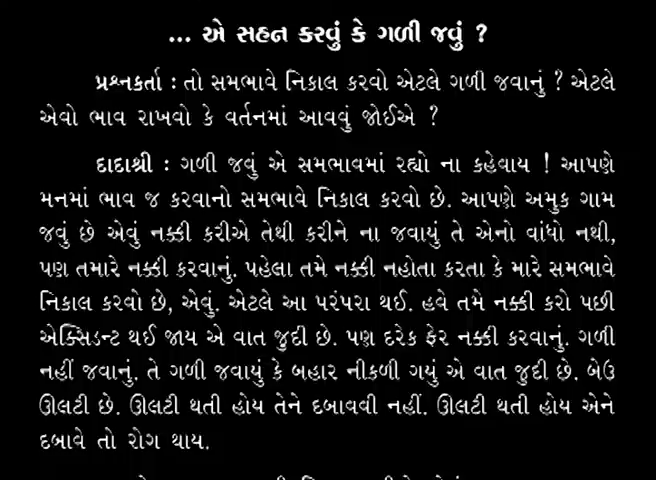 ... એ સહન કરવું કે ગળી જવું ?
પ્રશ્નકર્તા : તો સમભાવે નિકાલ કરવો એટલે ગળી જવાનું ? એટલે
એવો ભાવ રાખવો કે વર્તનમાં આવવું જોઈએ ?
દાદાશ્રી : ગળી જવું એ સમભાવમાં રહ્યો ના કહેવાય ! આપણે
મનમાં ભાવ જ કરવાનો સમભાવે નિકાલ કરવો છે. આપણે અમુક ગામ
જવું છે એવું નક્કી કરીએ તેથી કરીને ના જવાયું તે એનો વાંધો નથી,
પણ તમારે નક્કી કરવાનું. પહેલા તમે નક્કી નહોતા કરતા કે મારે સમભાવે
નિકાલ કરવો છે, એવું. એટલે આ પરંપરા થઈ. હવે તમે નક્કી કરો પછી
એક્સિડન્ટ થઈ જાય એ વાત જુદી છે. પણ દરેક ફેર નક્કી કરવાનું. ગળી
નહીં જવાનું. તે ગળી જવાયું કે બહાર નીકળી ગયું એ વાત જુદી છે. બેઉ
ઊલટી છે. ઊલટી થતી હોય તેને દબાવવી નહીં. ઊલટી થતી હોય એને
દબાવે તો રોગ થાય.